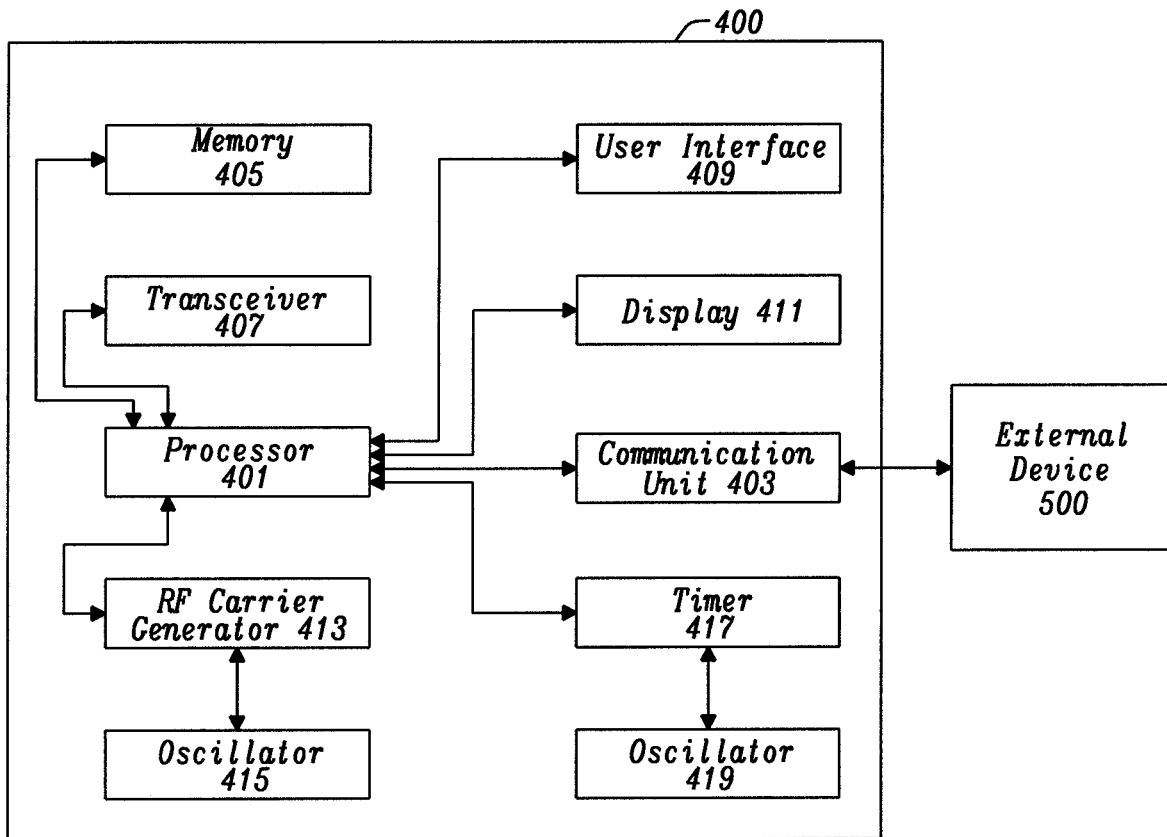 400
Memory
405
User Interface
409
Transceiver
407
Display 411
Processor
401
Communication
Unit 403
External
Device
500
RF Carrier
Generator 413
Timer
417
Oscillator
415
Oscillator
419